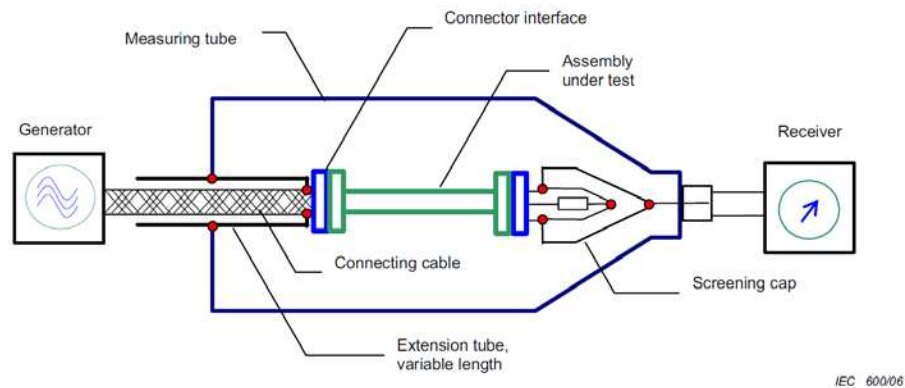 Connector interface
Measuring tube
Assembly
under test
Generator
Receiver
Connecting cable
Screening cap
Extension tube,
variable length
IEC 600/06